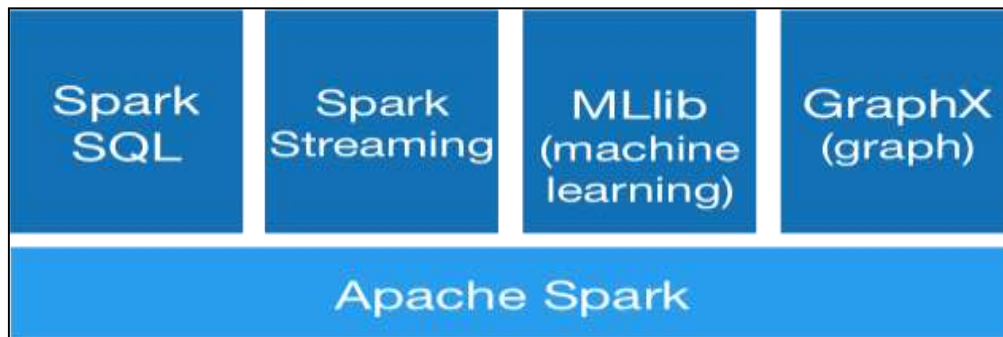 Spark
SQL
Spark
Streaming
MLlib
(machine
learning)
GraphX
(graph)
Apache Spark